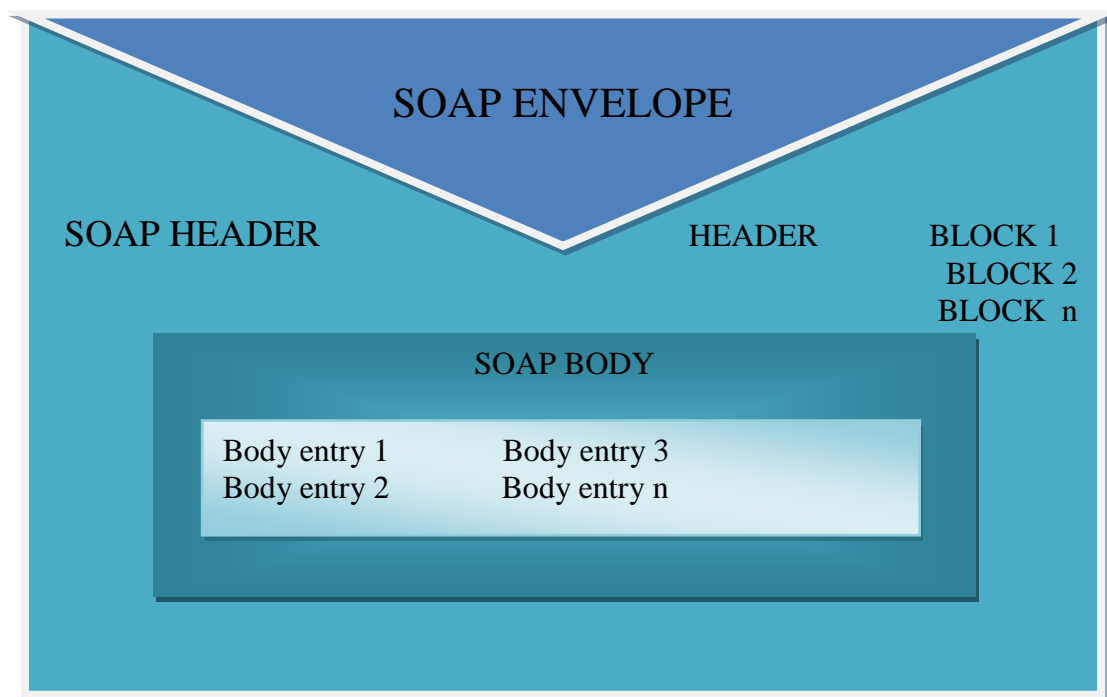 SOAP ENVELOPE
SOAP HEADER HEADER BLOCK 1
BLOCK 2
BLOCK n
SOAP BODY
Body entry 1 Body entry 3
Body entry 2 Body entry n